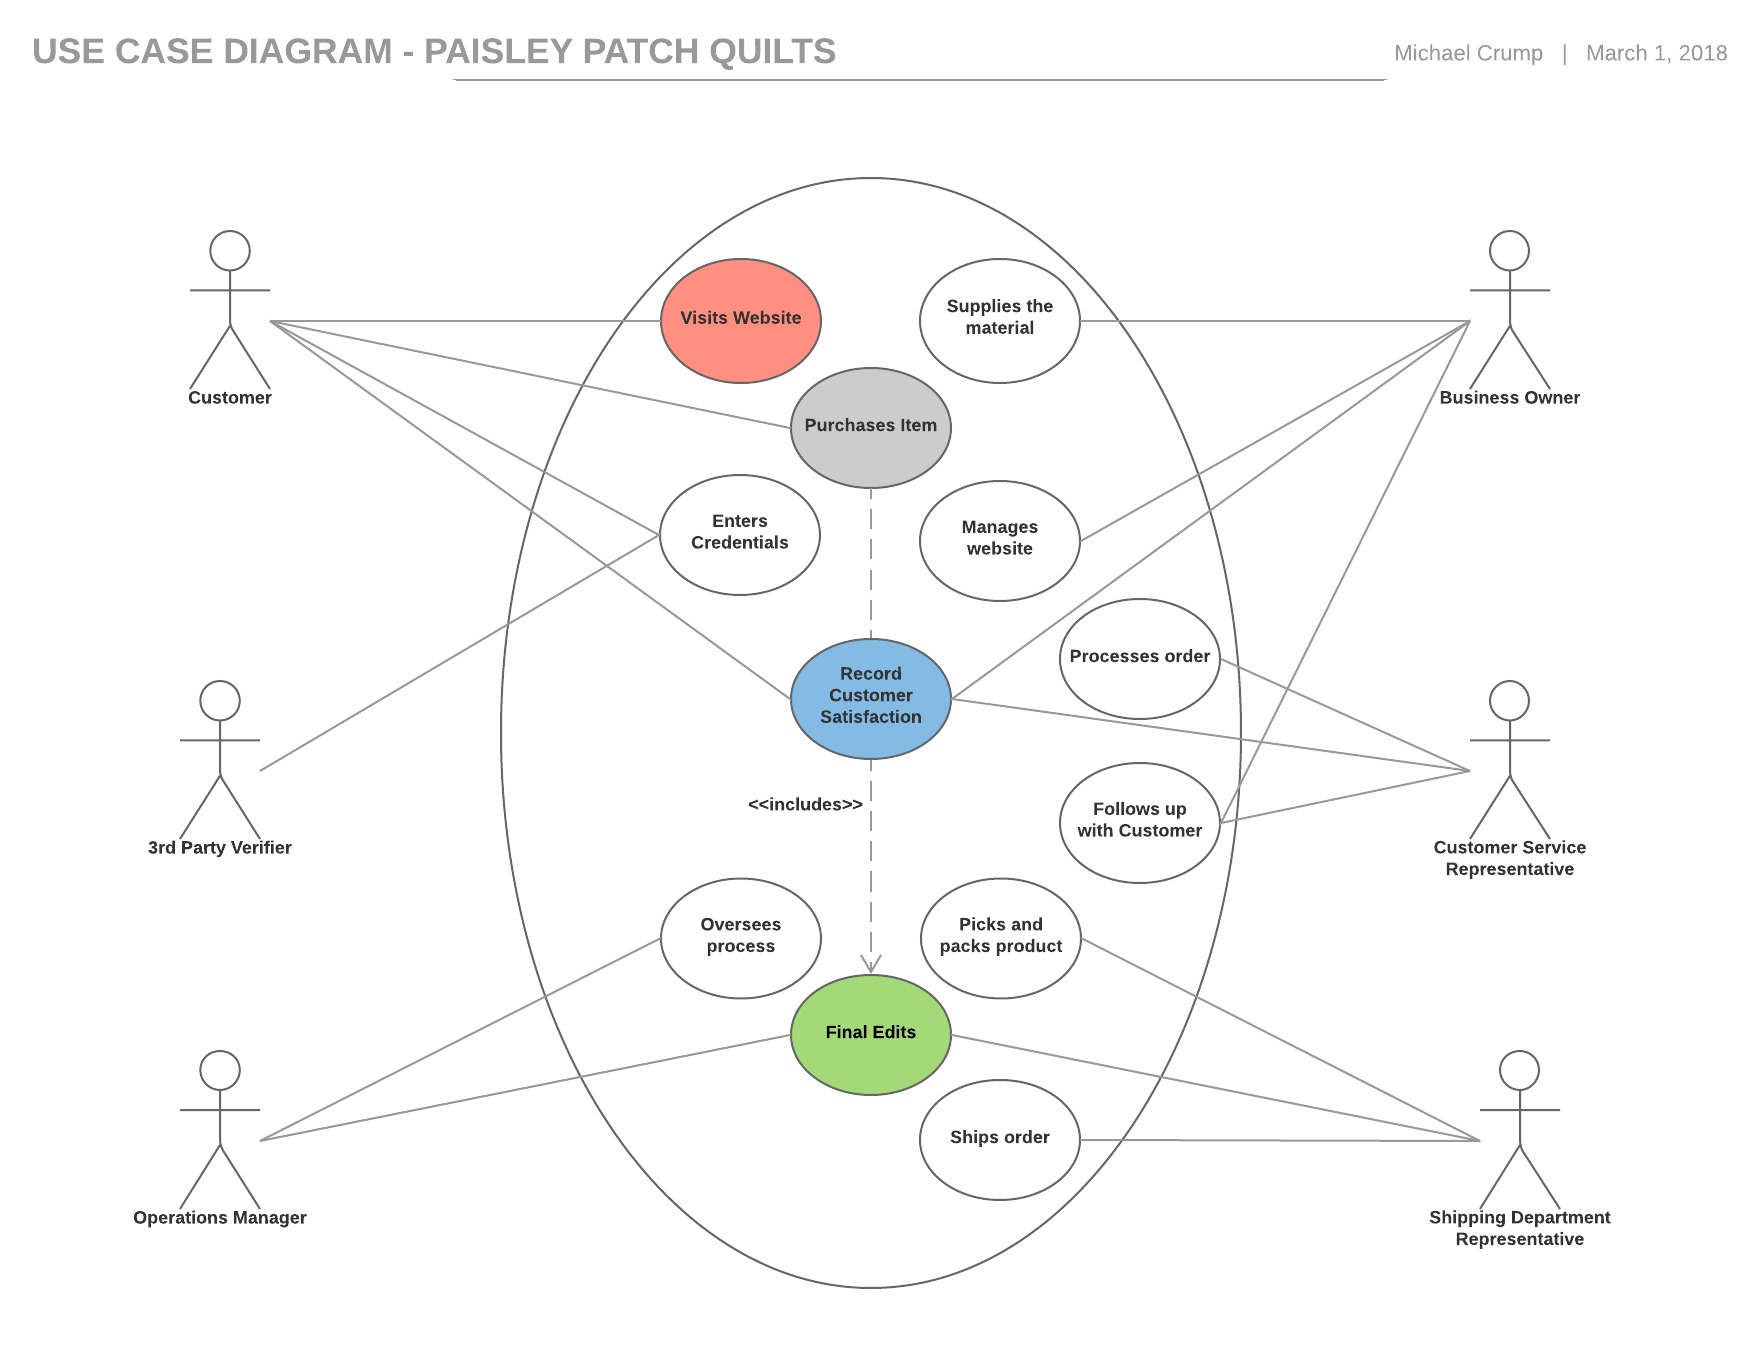 USE CASE DIAGRAM - PAISLEY PATCH QUILTS
Michael Crump | March 1, 2018
Visits Website
Supplies the
material
Customer
Business Owner
Purchases Item
Enters
Credentials
Manages
website
Processes order
Record
Customer
Satisfaction
<<includes>>
Follows up
with Customer
3rd Party Verifier
Customer Service
Representative
Oversees
process
Picks and
packs product
Final Edits
Ships order
Operations Manager
Shipping Department
Representative